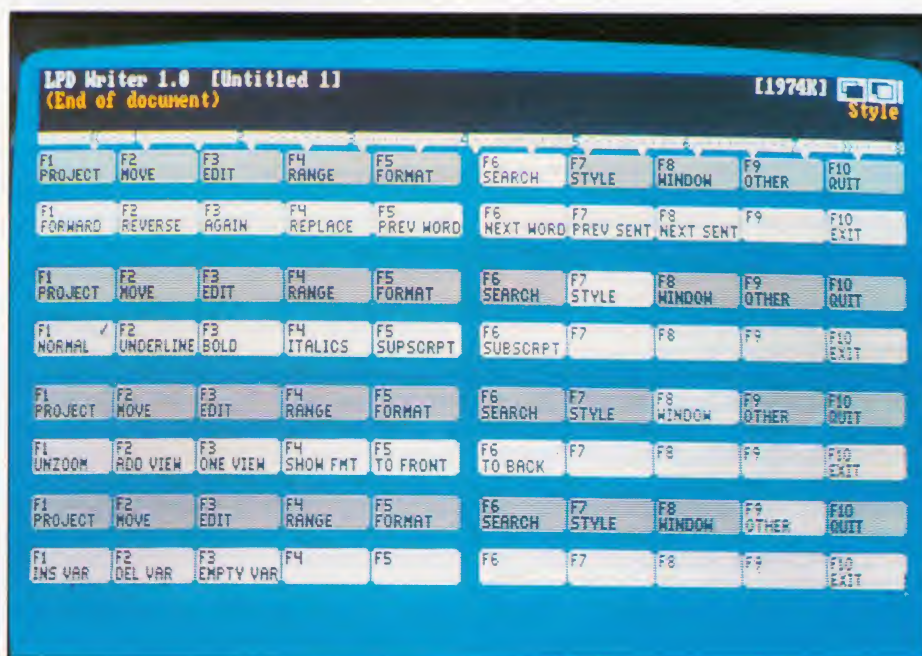 LPD Writer 1.0 [Untitled 1] [1974K]
(End of document) Style
F1 F2 F3 F4 F5 F6 F7 F8 F9 F10
PROJECT MOVE EDIT RANGE FORMAT SEARCH STYLE WINDOW OTHER QUIT
F1 F2 F3 F4 F5 F6 F7 F8 F9 F10
FORWARD REVERSE AGAIN REPLACE PREV WORD NEXT WORD PREV SENT NEXT SENT EXIT
F1 F2 F3 F4 F5 F6 F7 F8 F9 F10
PROJECT MOVE EDIT RANGE FORMAT SEARCH STYLE WINDOW OTHER QUIT
F1 ✓ F2 F3 F4 F5 F6 F7 F8 F9 F10
NORMAL UNDERLINE BOLD ITALICS SUPSCRPT SUBSCRPT EXIT
F1 F2 F3 F4 F5 F6 F7 F8 F9 F10
PROJECT MOVE EDIT RANGE FORMAT SEARCH STYLE WINDOW OTHER QUIT
F1 F2 F3 F4 F5 F6 F7 F8 F9 F10
UNZOOM ADD VIEW ONE VIEW SHOW FMT TO FRONT TO BACK EXIT
F1 F2 F3 F4 F5 F6 F7 F8 F9 F10
PROJECT MOVE EDIT RANGE FORMAT SEARCH STYLE WINDOW OTHER QUIT
F1 F2 F3 F4 F5 F6 F7 F8 F9 F10
INS VAR DEL VAR EMPTY VAR EXIT